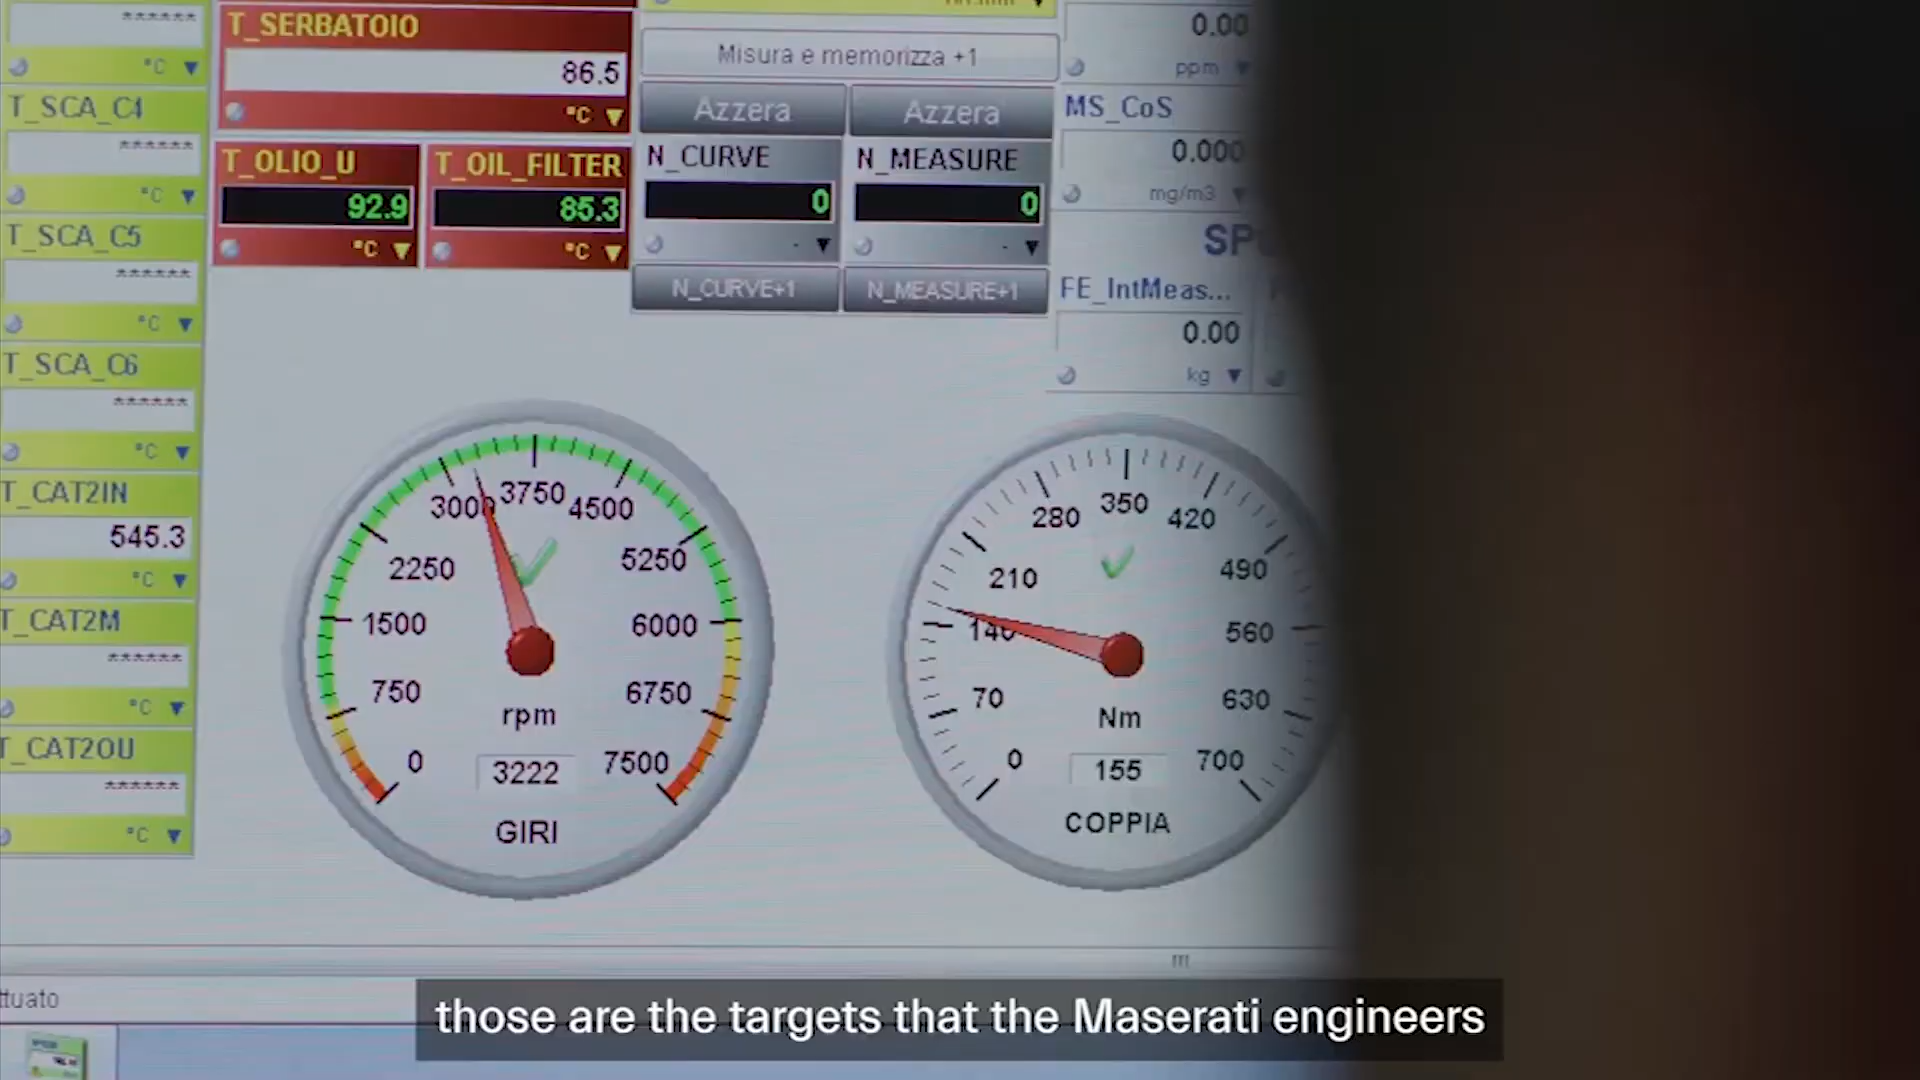 ******
°C
T_SCA_C4
******
°C
T_SCA_C5
******
°C
T_SCA_C6
******
°C
T_CAT2IN
545.3
°C
T_CAT2M
******
°C
T_CAT2OU
******
°C
T_SERBATOIO
86.5
°C
T_OLIO_U
92.9
°C
T_OIL_FILTER
85.3
°C
Misura e memorizza +1
Azzera
Azzera
N_CURVE
0
-
N_MEASURE
0
-
N_CURVE+1
N_MEASURE+1
0.00
ppm
MS_CoS
0.000
mg/m3
FE_IntMeas...
0.00
kg
0
750
1500
2250
3000
3750
4500
5250
6000
6750
7500
rpm
3222
GIRI
0
70
140
210
280
350
420
490
560
630
700
Nm
155
COPPIA
m
ttuato
those are the targets that the Maserati engineers